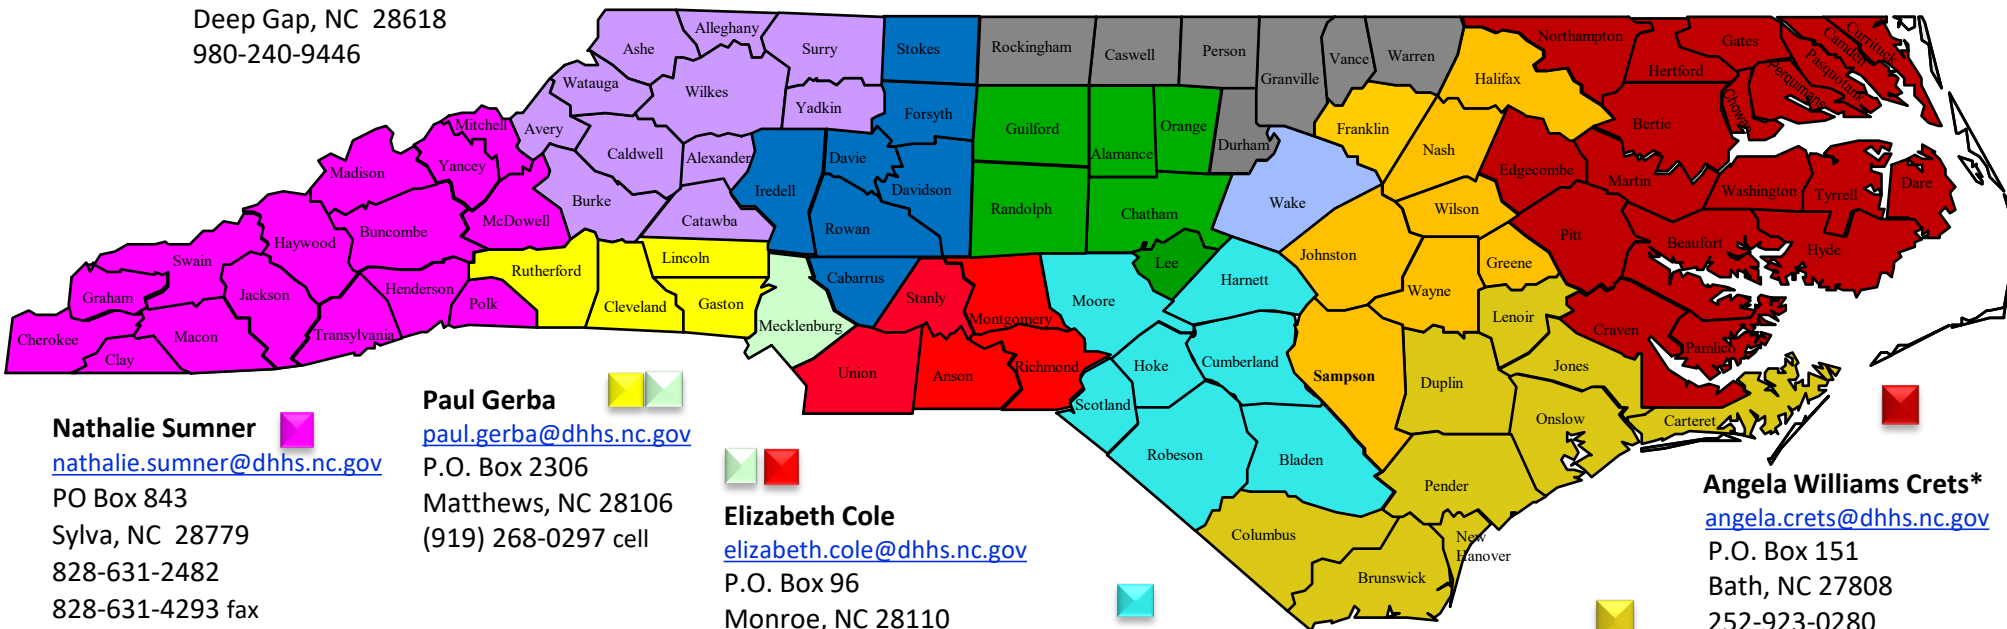 Deep Gap, NC 28618
980-240-9446
Ashe
Alleghany
Surry
Stokes
Rockingham
Caswell
Person
Granville
Vance
Warren
Northampton
Gates
Hertford
Camden
Currituck
Pasquotank
Perquimans
Chowan
Halifax
Watauga
Wilkes
Yadkin
Forsyth
Guilford
Alamance
Orange
Durham
Franklin
Nash
Bertie
Mitchell
Avery
Caldwell
Alexander
Iredell
Davie
Davidson
Madison
Yancey
Edgecombe
Martin
Washington
Tyrrell
Dare
McDowell
Burke
Catawba
Rowan
Randolph
Chatham
Wake
Wilson
Haywood
Buncombe
Swain
Rutherford
Lincoln
Lee
Johnston
Greene
Pitt
Beaufort
Hyde
Graham
Jackson
Henderson
Polk
Cleveland
Gaston
Cabarrus
Stanly
Moore
Harnett
Wayne
Lenoir
Cherokee
Macon
Clay
Transylvania
Mecklenburg
Montgomery
Craven
Pamlico
Union
Anson
Richmond
Hoke
Cumberland
Sampson
Duplin
Jones
Scotland
Onslow
Carteret
Robeson
Bladen
Pender
Columbus
Brunswick
New
Hanover
Nathalie Sumner
nathalie.sumner@dhhs.nc.gov
PO Box 843
Sylva, NC 28779
828-631-2482
828-631-4293 fax
Paul Gerba
paul.gerba@dhhs.nc.gov
P.O. Box 2306
Matthews, NC 28106
(919) 268-0297 cell
Elizabeth Cole
elizabeth.cole@dhhs.nc.gov
P.O. Box 96
Monroe, NC 28110
Angela Williams Crets*
angela.crets@dhhs.nc.gov
P.O. Box 151
Bath, NC 27808
252-923-0280